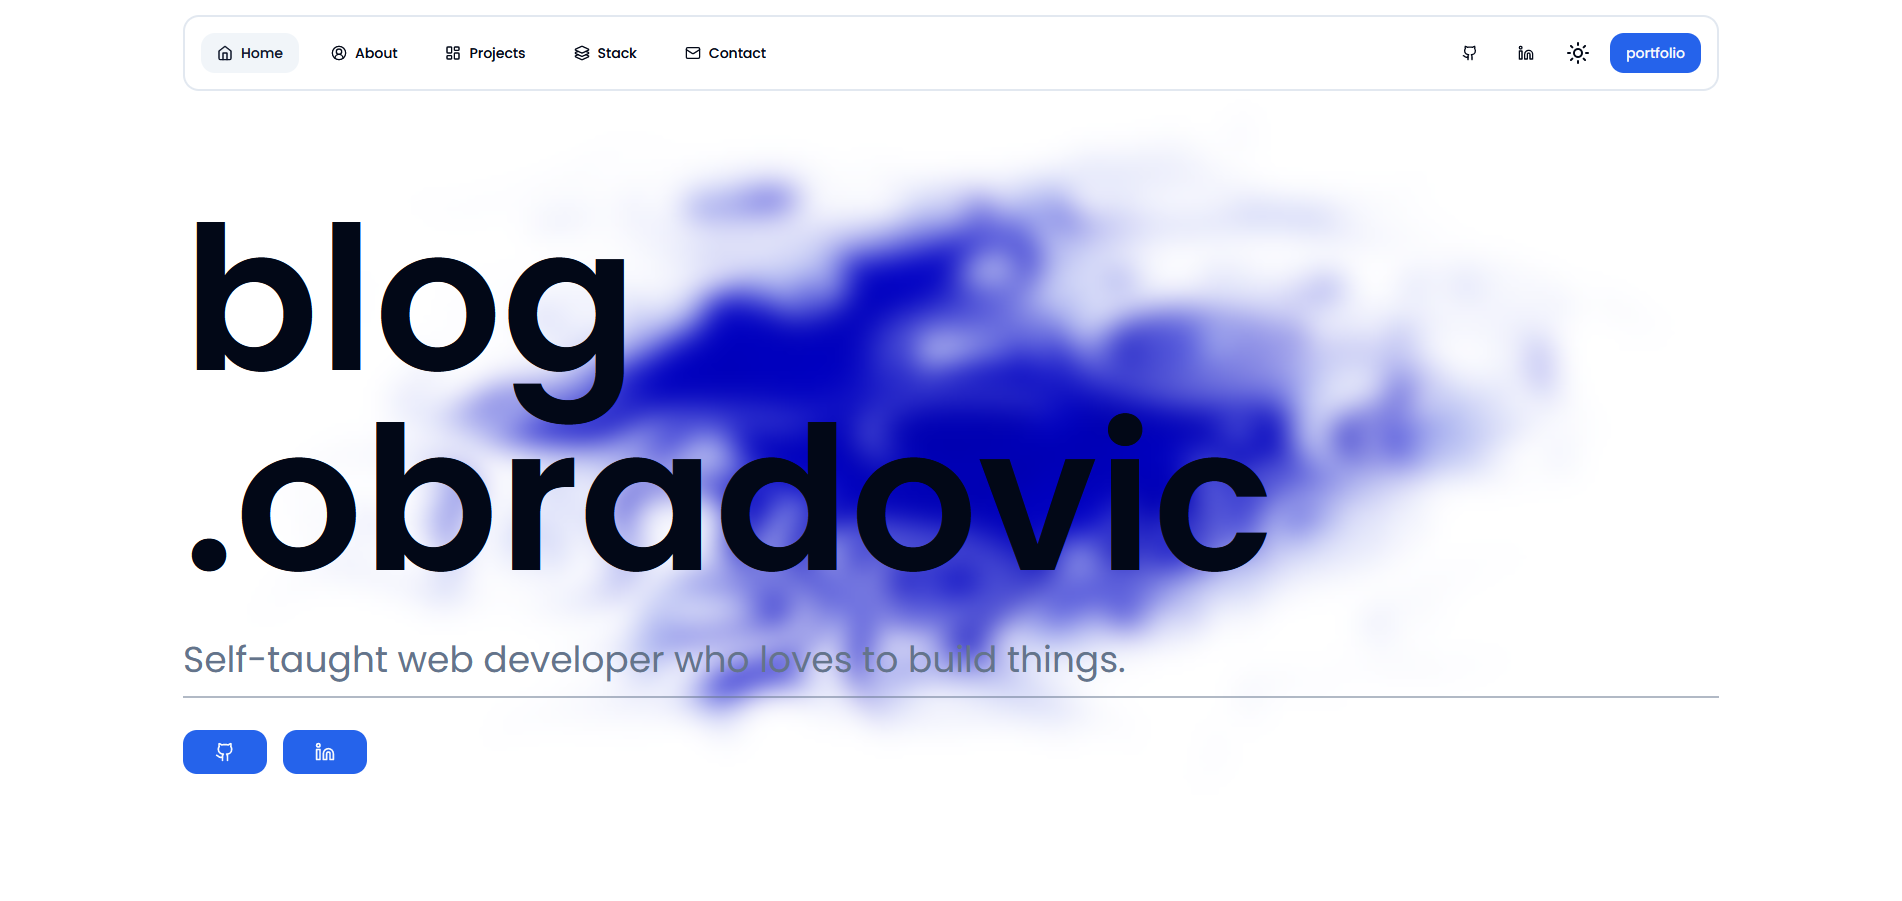 Home About Projects Stack Contact portfolio
blog
.obradovic
Self-taught web developer who loves to build things.